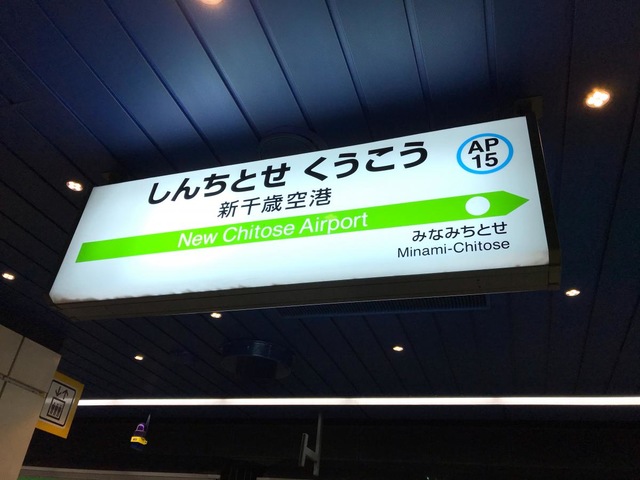 しんちとせ くうこう
AP
15
新千歳空港
New Chitose Airport
みなみちとせ
Minami-Chitose